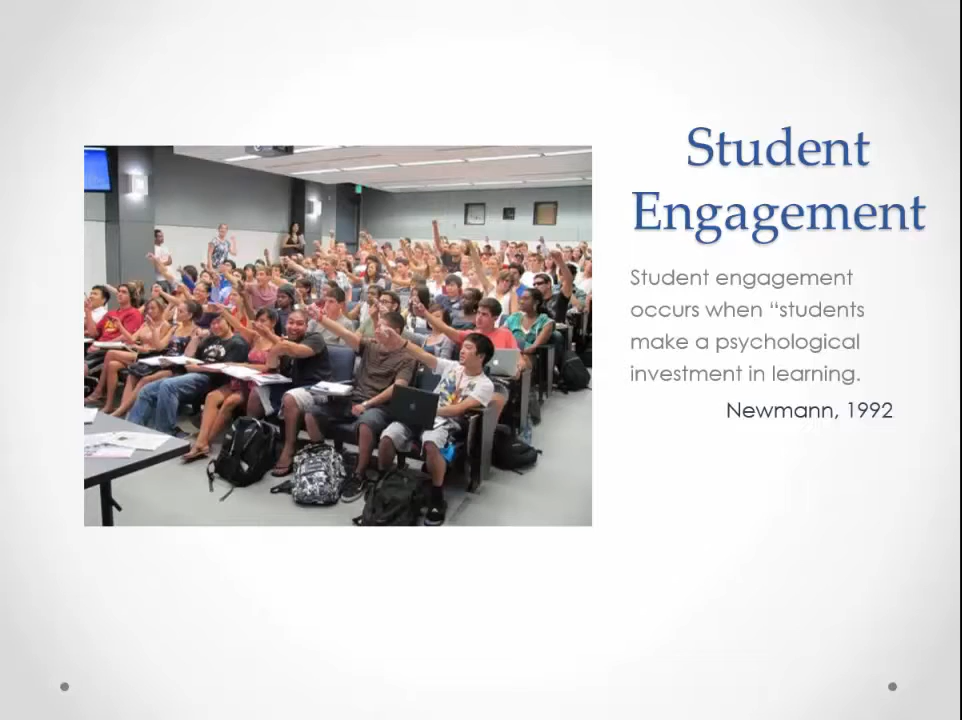 Student
Engagement
Student engagement
occurs when “students
make a psychological
investment in learning.
Newmann, 1992